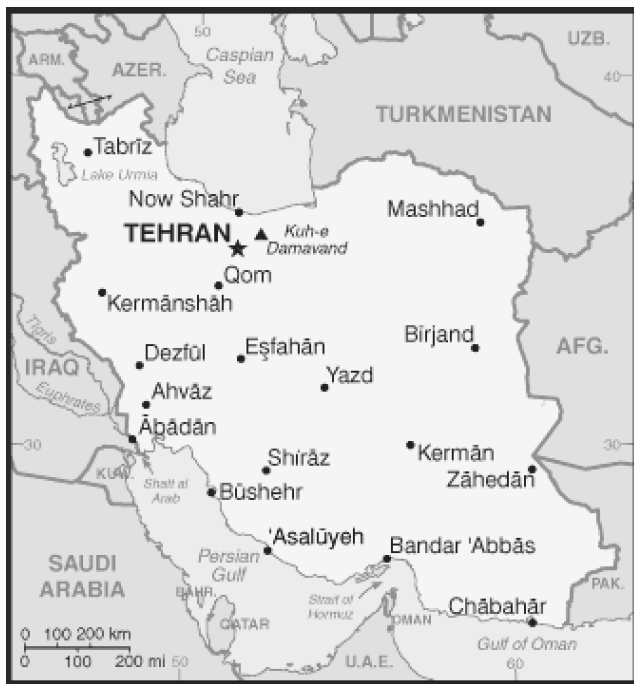 50
UZB.
Caspian
Sea
ARM.
AZER.
40
TURKMENISTAN
Tabrīz
Lake Urmia
Now Shahr
Mashhad
TEHRAN
Kuh-e
Damavand
Qom
Kermānshāh
Tigris
Bīrjand
Eşfahān
Dezfūl
AFG.
IRAQ
Yazd
Ahvāz
Euphrates
Ābādān
30
30
Kermān
Shīrāz
KUW.
Zāhedān
Shatt al
Arab
Būshehr
'Asalūyeh
Bandar 'Abbās
Persian
Gulf
SAUDI
ARABIA
BAHR.
PAK.
Strait of
Hormuz
Chābahār
QATAR
OMAN
0 100 200 km
0 100 200 mi
Gulf of Oman
50
U.A.E.
60